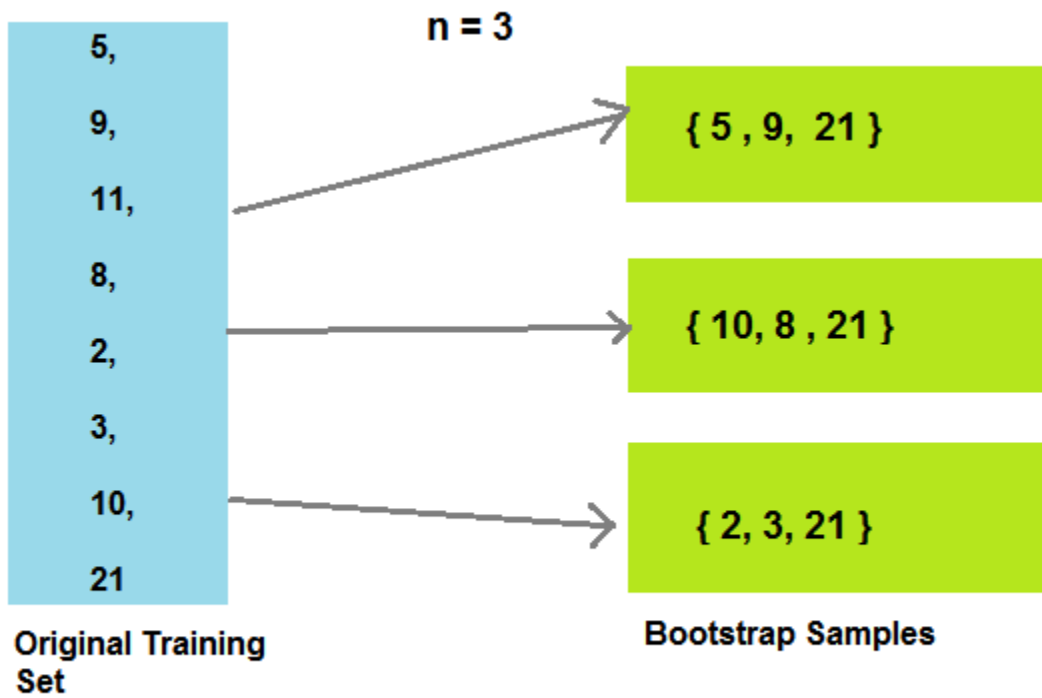 n = 3
5,
9,
11,
8,
2,
3,
10,
21
Original Training
Set
{ 5 , 9, 21 }
{ 10, 8 , 21 }
{ 2, 3, 21 }
Bootstrap Samples